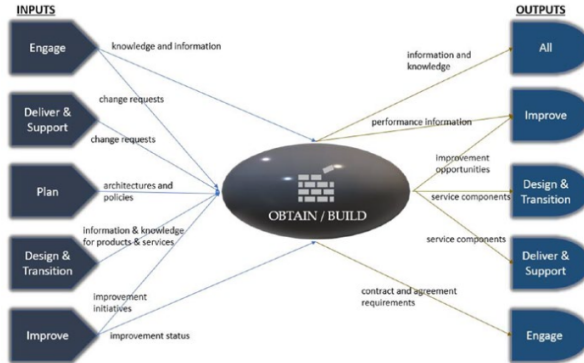 INPUTS
OUTPUTS
Engage
knowledge and information
information and
knowledge
All
change requests
Deliver &
Support
performance information
Improve
change requests
improvement
opportunities
Plan
architectures and
policies
OBTAIN / BUILD
service components
Design &
Transition
Design &
Transition
information & knowledge
for products & services
service components
Deliver &
Support
improvement
initiatives
contract and agreement
requirements
Improve
improvement status
Engage